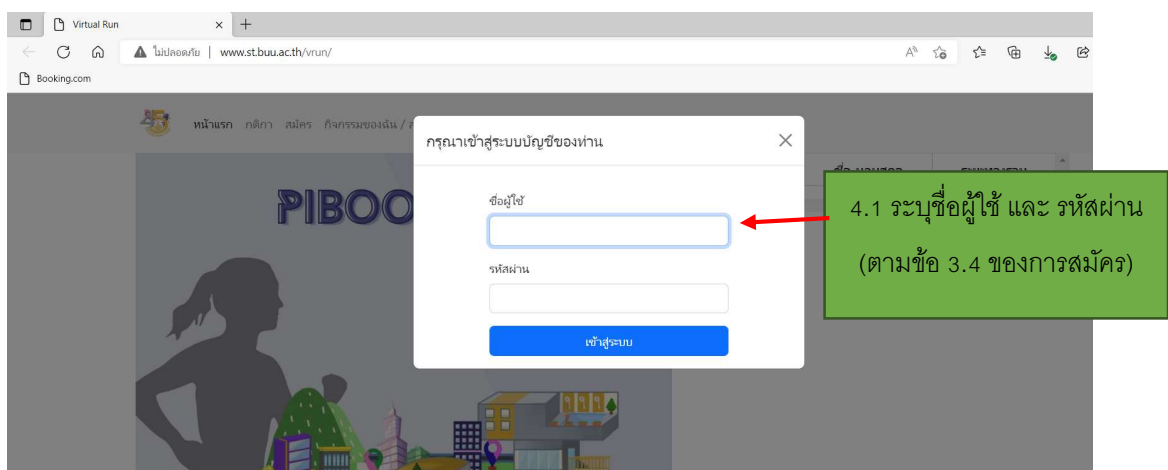 Virtual Run
ไม่ปลอดภัย | www.st.buu.ac.th/vrun/
Booking.com
หน้าแรก กติกา สมัคร กิจกรรมของฉัน /
กรุณาเข้าสู่ระบบบัญชีของท่าน
PIBOO
ชื่อผู้ใช้
รหัสผ่าน
เข้าสู่ระบบ
4.1 ระบุชื่อผู้ใช้ และ รหัสผ่าน
(ตามข้อ 3.4 ของการสมัคร)